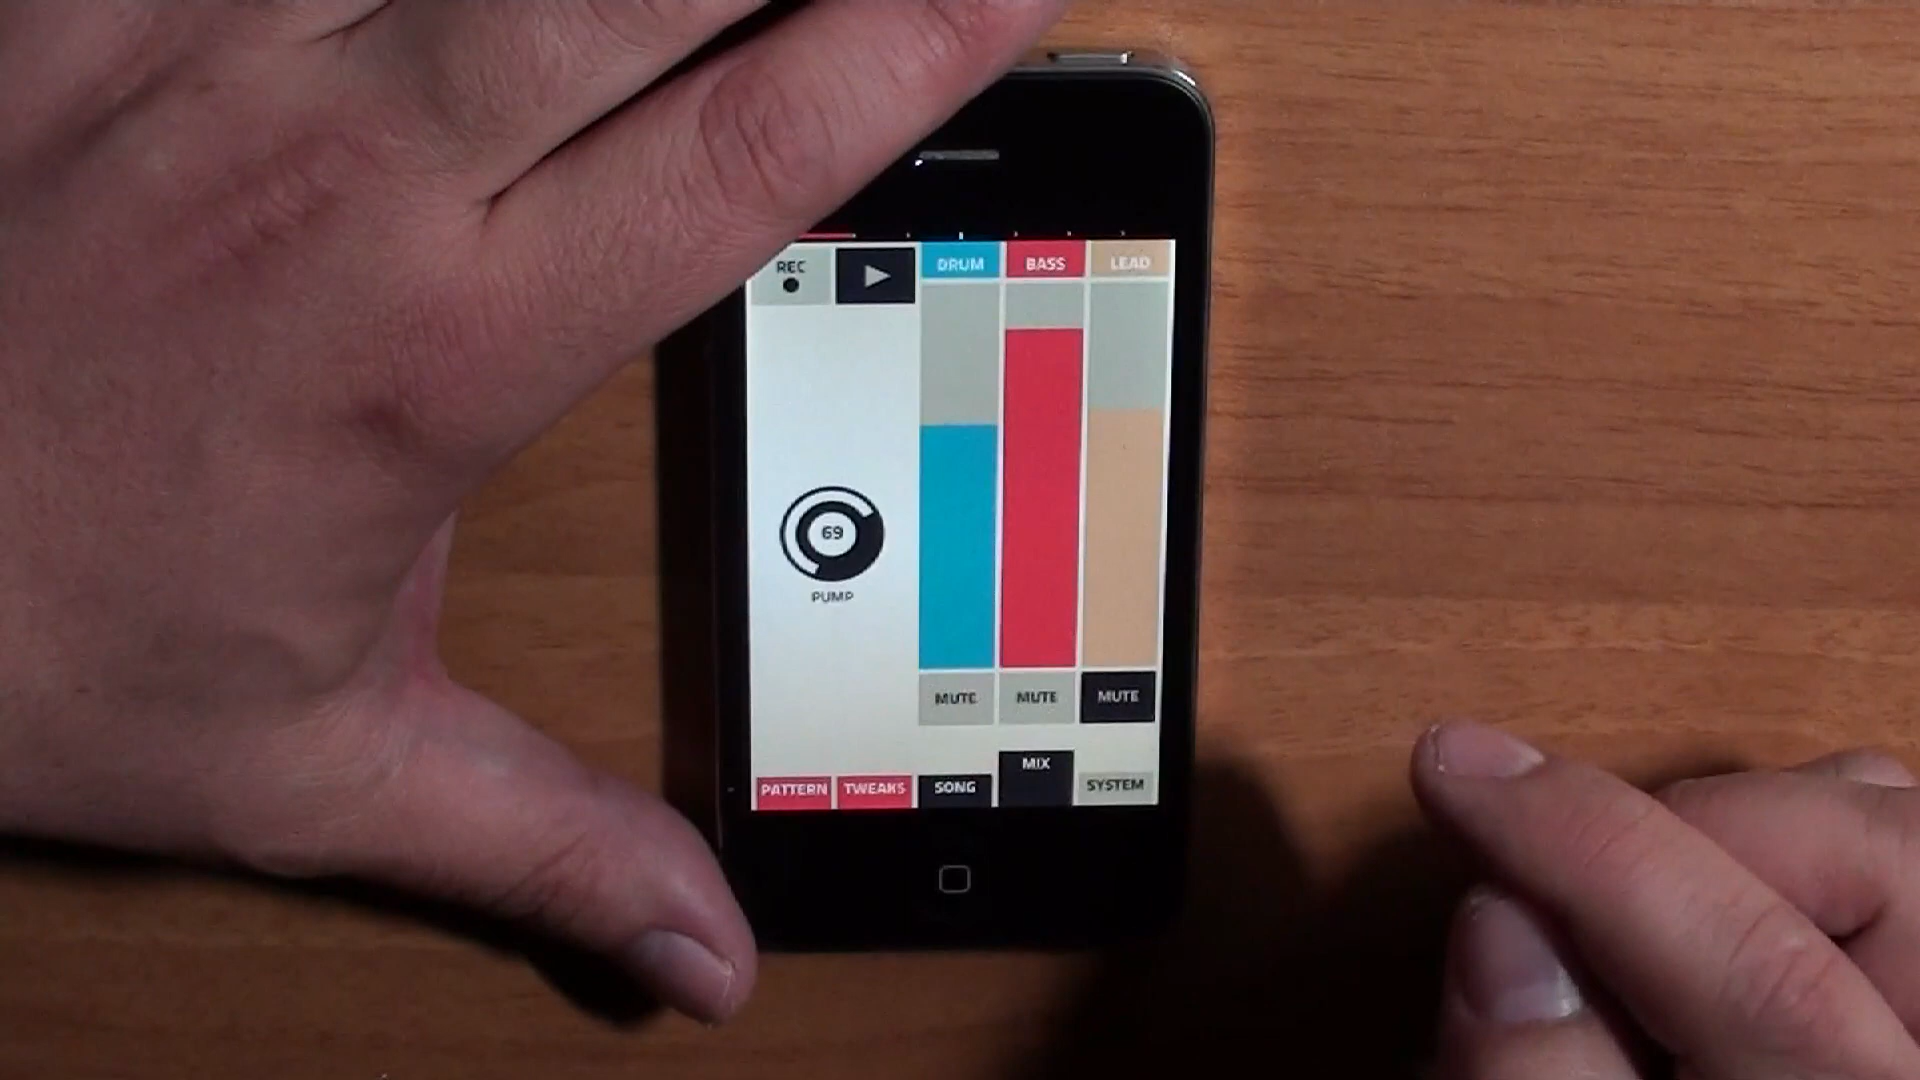 REC
DRUM
BASS
LEAD
69
PUMP
MUTE
MUTE
MUTE
PATTERN
TWEAKS
SONG
MIX
SYSTEM